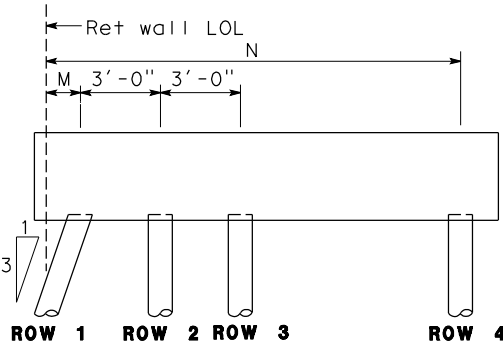 Ret wall LOL
N
M 3'-0" 3'-0"
1
3
ROW 1 ROW 2 ROW 3 ROW 4